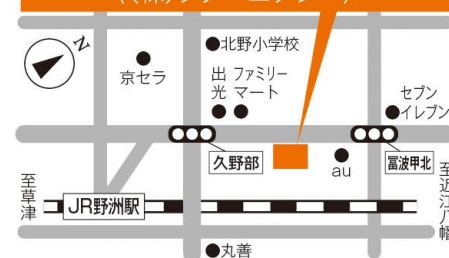 N
北野小学校
京セラ
出光
ファミリー
マート
セブン
イレブン
久野部
au
冨波甲北
至草津
JR野洲駅
至近江八幡
丸善